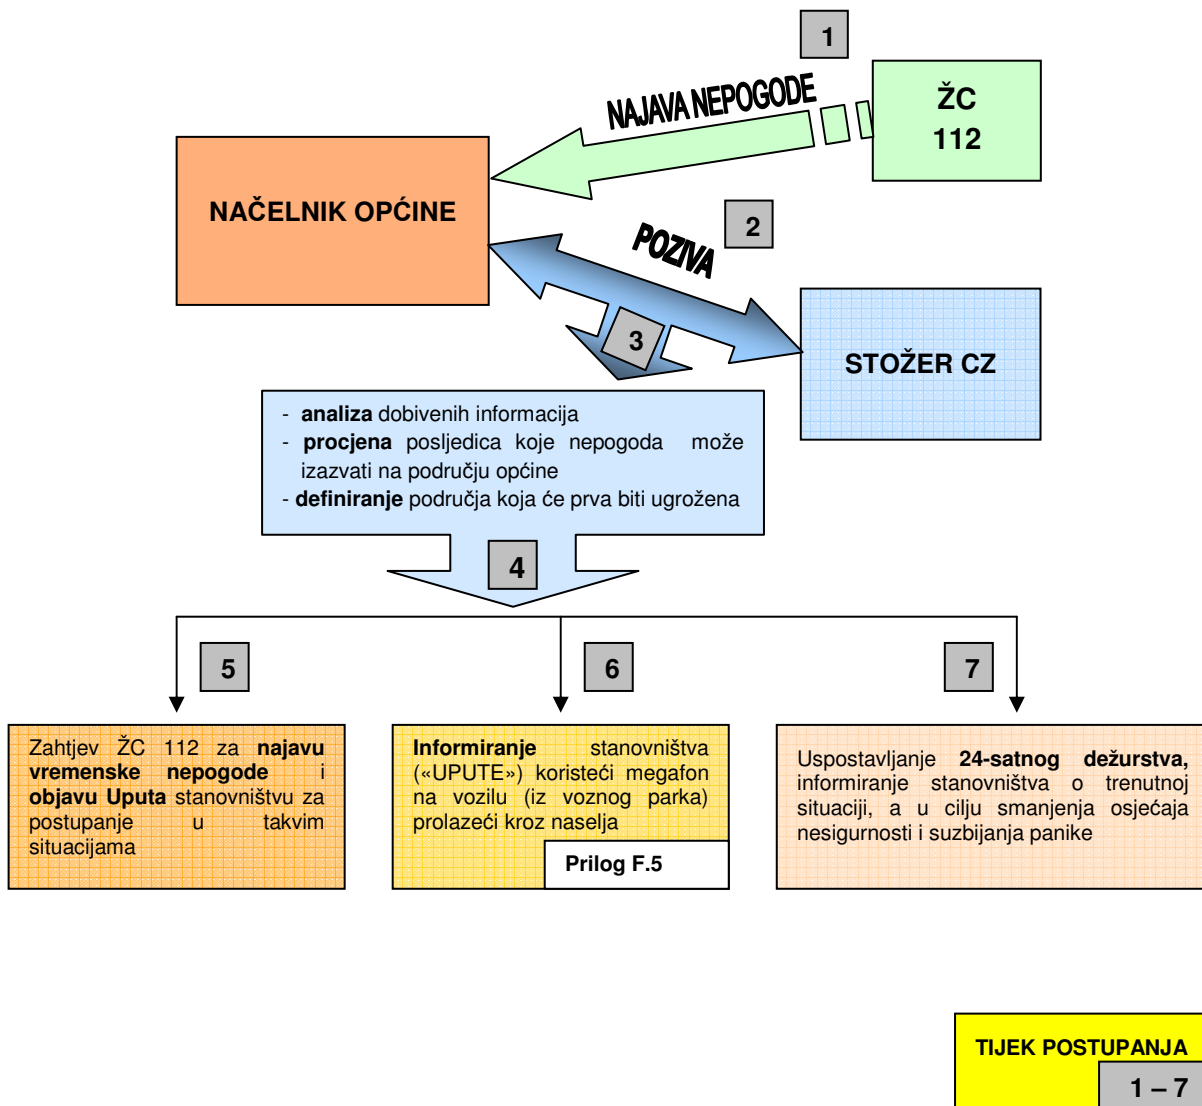 1
NAJAVA NEPOGODE
ŽC
112
NAČELNIK OPĆINE
2
POZIVA
3
STOŽER CZ
- analiza dobivenih informacija
- procjena posljedica koje nepogoda može
izazvati na području općine
- definiranje područja koja će prva biti ugrožena
4
5
6
7
Zahtjev ŽC 112 za najavu
vremenske nepogode i
objavu Uputa stanovništvu za
postupanje u takvim
situacijama
Informiranje stanovništva
(«UPUTE») koristeći megafon
na vozilu (iz voznog parka)
prolazeći kroz naselja
Prilog F.5
Uspostavljanje 24-satnog dežurstva,
informiranje stanovništva o trenutnoj
situaciji, a u cilju smanjenja osjećaja
nesigurnosti i suzbijanja panike
TIJEK POSTUPANJA
1 – 7